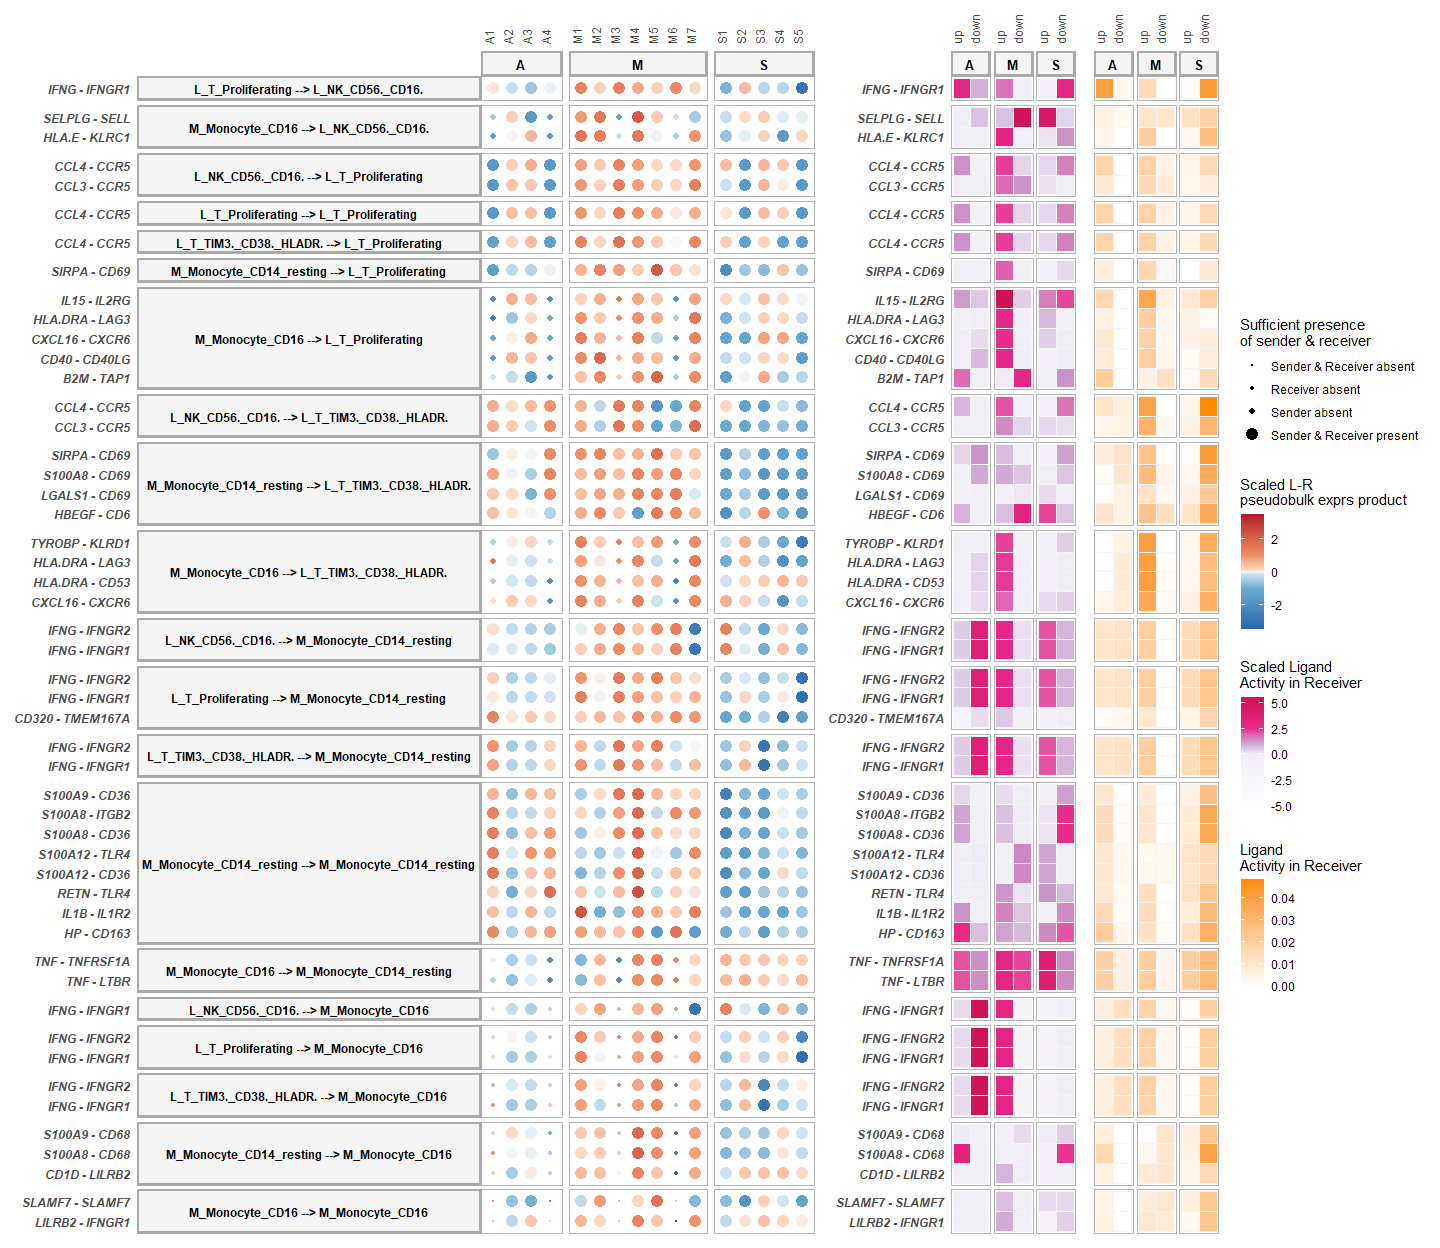 A1 A2 A3 A4 M1 M2 M3 M4 M5 M6 M7 S1 S2 S3 S4 S5 up down up down up down up down up down up down
A M S A M S A M S
IFNG - IFNGR1 L_T_Proliferating --> L_NK_CD56._CD16. IFNG - IFNGR1
SELPLG - SELL SELPLG - SELL
M_Monocyte_CD16 --> L_NK_CD56._CD16.
HLA.E - KLRC1 HLA.E - KLRC1
CCL4 - CCR5 CCL4 - CCR5
L_NK_CD56._CD16. --> L_T_Proliferating
CCL3 - CCR5 CCL3 - CCR5
CCL4 - CCR5 L_T_Proliferating --> L_T_Proliferating CCL4 - CCR5
CCL4 - CCR5 L_T_TIM3._CD38._HLADR. --> L_T_Proliferating CCL4 - CCR5
SIRPA - CD69 M_Monocyte_CD14_resting --> L_T_Proliferating SIRPA - CD69
IL15 - IL2RG IL15 - IL2RG
HLA.DRA - LAG3 HLA.DRA - LAG3
CXCL16 - CXCR6 M_Monocyte_CD16 --> L_T_Proliferating CXCL16 - CXCR6
CD40 - CD40LG CD40 - CD40LG
B2M - TAP1 B2M - TAP1
CCL4 - CCR5 CCL4 - CCR5
L_NK_CD56._CD16. --> L_T_TIM3._CD38._HLADR.
CCL3 - CCR5 CCL3 - CCR5
SIRPA - CD69 SIRPA - CD69
S100A8 - CD69 S100A8 - CD69
M_Monocyte_CD14_resting --> L_T_TIM3._CD38._HLADR.
LGALS1 - CD69 LGALS1 - CD69
HBEGF - CD6 HBEGF - CD6
TYROBP - KLRD1 TYROBP - KLRD1
HLA.DRA - LAG3 HLA.DRA - LAG3
M_Monocyte_CD16 --> L_T_TIM3._CD38._HLADR.
HLA.DRA - CD53 HLA.DRA - CD53
CXCL16 - CXCR6 CXCL16 - CXCR6
IFNG - IFNGR2 IFNG - IFNGR2
L_NK_CD56._CD16. --> M_Monocyte_CD14_resting
IFNG - IFNGR1 IFNG - IFNGR1
IFNG - IFNGR2 IFNG - IFNGR2
IFNG - IFNGR1 L_T_Proliferating --> M_Monocyte_CD14_resting IFNG - IFNGR1
CD320 - TMEM167A CD320 - TMEM167A
IFNG - IFNGR2 IFNG - IFNGR2
L_T_TIM3._CD38._HLADR. --> M_Monocyte_CD14_resting
IFNG - IFNGR1 IFNG - IFNGR1
S100A9 - CD36 S100A9 - CD36
S100A8 - ITGB2 S100A8 - ITGB2
S100A8 - CD36 S100A8 - CD36
S100A12 - TLR4 S100A12 - TLR4
M_Monocyte_CD14_resting --> M_Monocyte_CD14_resting
S100A12 - CD36 S100A12 - CD36
RETN - TLR4 RETN - TLR4
IL1B - IL1R2 IL1B - IL1R2
HP - CD163 HP - CD163
TNF - TNFRSF1A TNF - TNFRSF1A
M_Monocyte_CD16 --> M_Monocyte_CD14_resting
TNF - LTBR TNF - LTBR
IFNG - IFNGR1 L_NK_CD56._CD16. --> M_Monocyte_CD16 IFNG - IFNGR1
IFNG - IFNGR2 IFNG - IFNGR2
L_T_Proliferating --> M_Monocyte_CD16
IFNG - IFNGR1 IFNG - IFNGR1
IFNG - IFNGR2 IFNG - IFNGR2
L_T_TIM3._CD38._HLADR. --> M_Monocyte_CD16
IFNG - IFNGR1 IFNG - IFNGR1
S100A9 - CD68 S100A9 - CD68
S100A8 - CD68 M_Monocyte_CD14_resting --> M_Monocyte_CD16 S100A8 - CD68
CD1D - LILRB2 CD1D - LILRB2
SLAMF7 - SLAMF7 SLAMF7 - SLAMF7
M_Monocyte_CD16 --> M_Monocyte_CD16
LILRB2 - IFNGR1 LILRB2 - IFNGR1
Sufficient presence
of sender & receiver
Sender & Receiver absent
Receiver absent
Sender absent
Sender & Receiver present
Scaled L-R
pseudobulk exprs product
2
0
-2
Scaled Ligand
Activity in Receiver
5.0
2.5
0.0
-2.5
-5.0
Ligand
Activity in Receiver
0.04
0.03
0.02
0.01
0.00